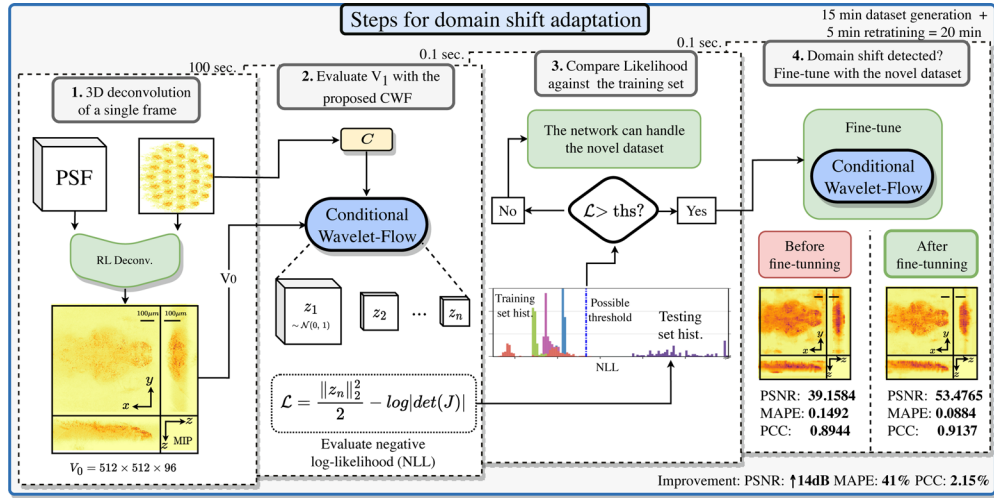 Steps for domain shift adaptation
15 min dataset generation +
5 min retratining = 20 min
100 sec.
0.1 sec.
0.1 sec.
1. 3D deconvolution
of a single frame
PSF
RL Deconv.
100μm
100μm
x
y
z
z
MIP
V₀ = 512 × 512 × 96
V0
2. Evaluate V₁ with the
proposed CWF
C
Conditional
Wavelet-Flow
z₁
∼ 𝒩(0, 1)
z₂
...
zₙ
ℒ = ‖zₙ‖₂² / 2 − log|det(J)|
Evaluate negative
log-likelihood (NLL)
3. Compare Likelihood
against the training set
The network can handle
the novel dataset
No
ℒ > ths?
Yes
Training
set hist.
Possible
threshold
Testing
set hist.
NLL
4. Domain shift detected?
Fine-tune with the novel dataset
Fine-tune
Conditional
Wavelet-Flow
Before
fine-tunning
After
fine-tunning
x
y
z
z
x
y
z
z
PSNR: 39.1584
MAPE: 0.1492
PCC: 0.8944
PSNR: 53.4765
MAPE: 0.0884
PCC: 0.9137
Improvement: PSNR: ↑14dB MAPE: 41% PCC: 2.15%